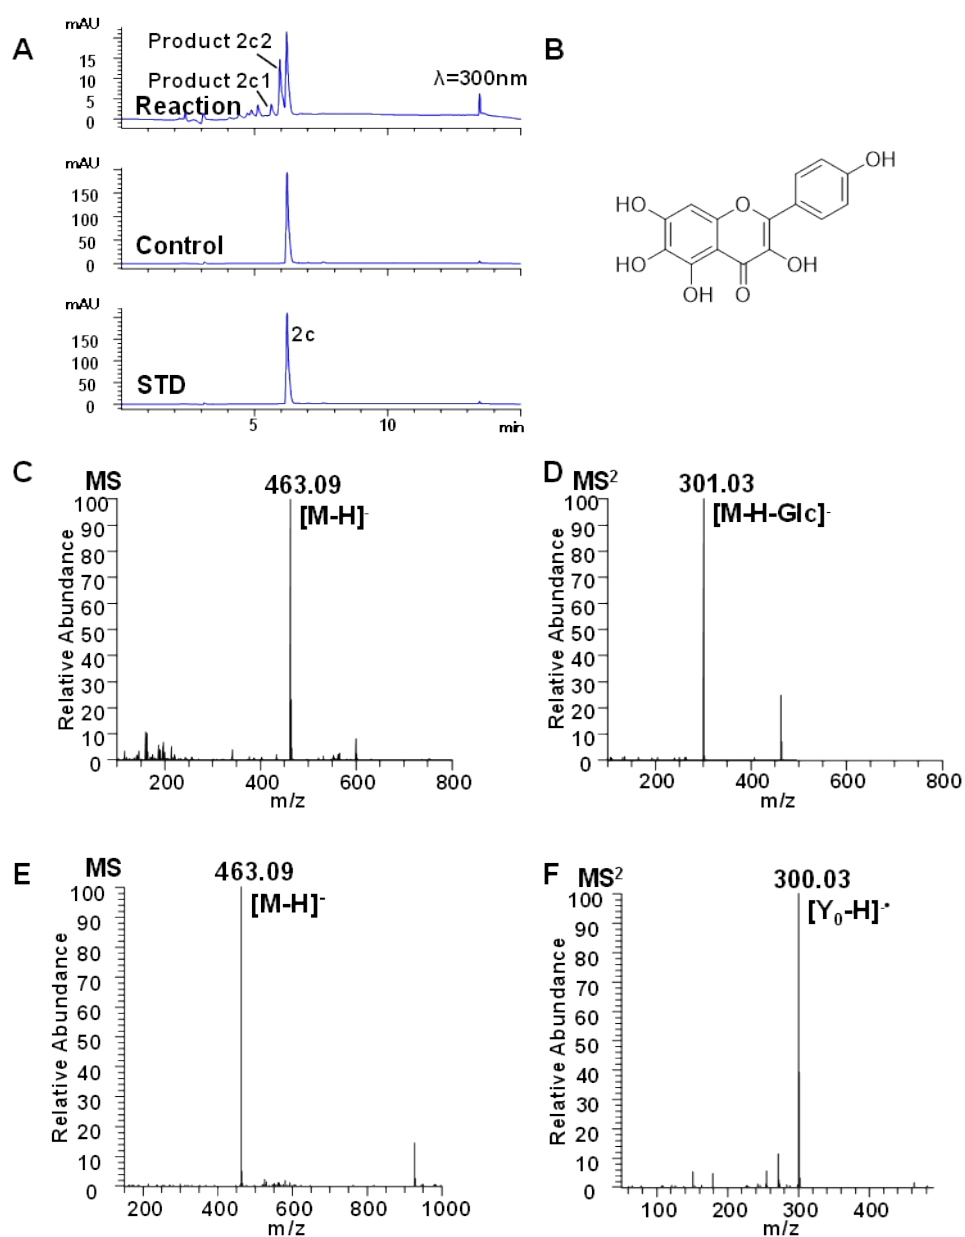 A
mAU
Product 2c2
Product 2c1
λ=300nm
15
10
5
0
Reaction
mAU
150
100
50
0
Control
mAU
150
100
50
0
2c
STD
5 10 min
B
HO O OH
HO OH
OH O
C
MS
463.09
[M-H]-
100
90
80
70
60
50
40
30
20
10
0
Relative Abundance
200 400 600 800
m/z
D
MS2
301.03
[M-H-Glc]-
100
90
80
70
60
50
40
30
20
10
0
Relative Abundance
200 400 600 800
m/z
E
MS
463.09
[M-H]-
100
90
80
70
60
50
40
30
20
10
0
Relative Abundance
200 400 600 800 1000
m/z
F
MS2
300.03
[Y0-H]-•
100
90
80
70
60
50
40
30
20
10
0
Relative Abundance
100 200 300 400
m/z